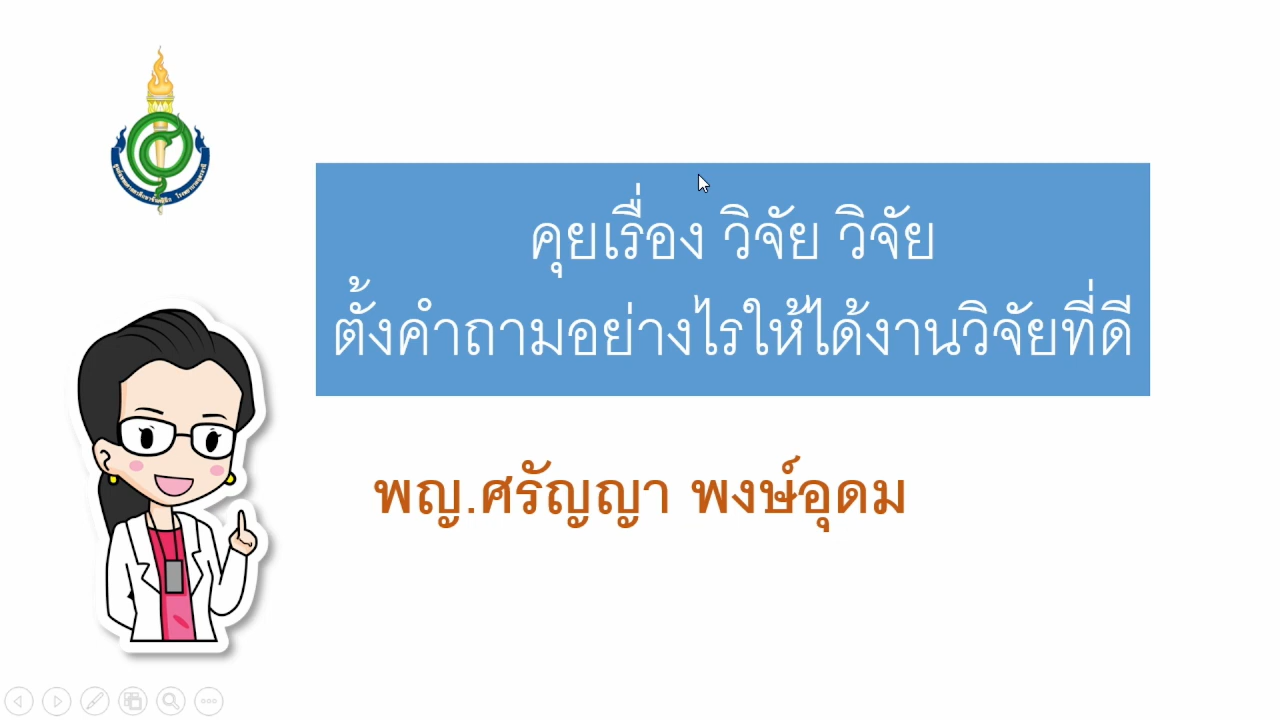 คุยเรื่อง วิจัย วิจัย
ตั้งคำถามอย่างไรให้ได้งานวิจัยที่ดี
พญ.ศรัญญา พงษ์อุดม